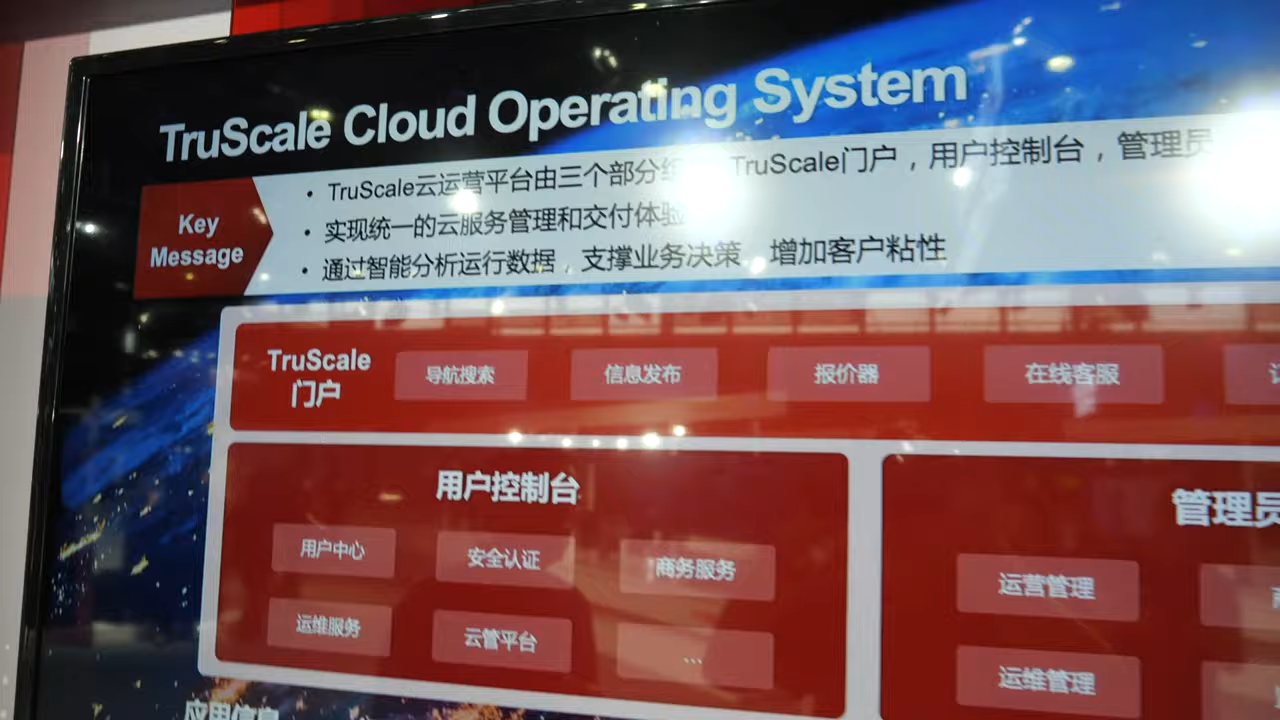 TruScale Cloud Operating System
Key
Message
• TruScale云运营平台由三个部分 TruScale门户，用户控制台，管理员
• 实现统一的云服务管理和交付体验
• 通过智能分析运行数据，支撑业务决策 增加客户粘性
TruScale
门户
导航搜索
信息发布
报价器
在线客服
用户控制台
用户中心
安全认证
商务服务
运维服务
云管平台
...
管理员
运营管理
运维管理
应用信息